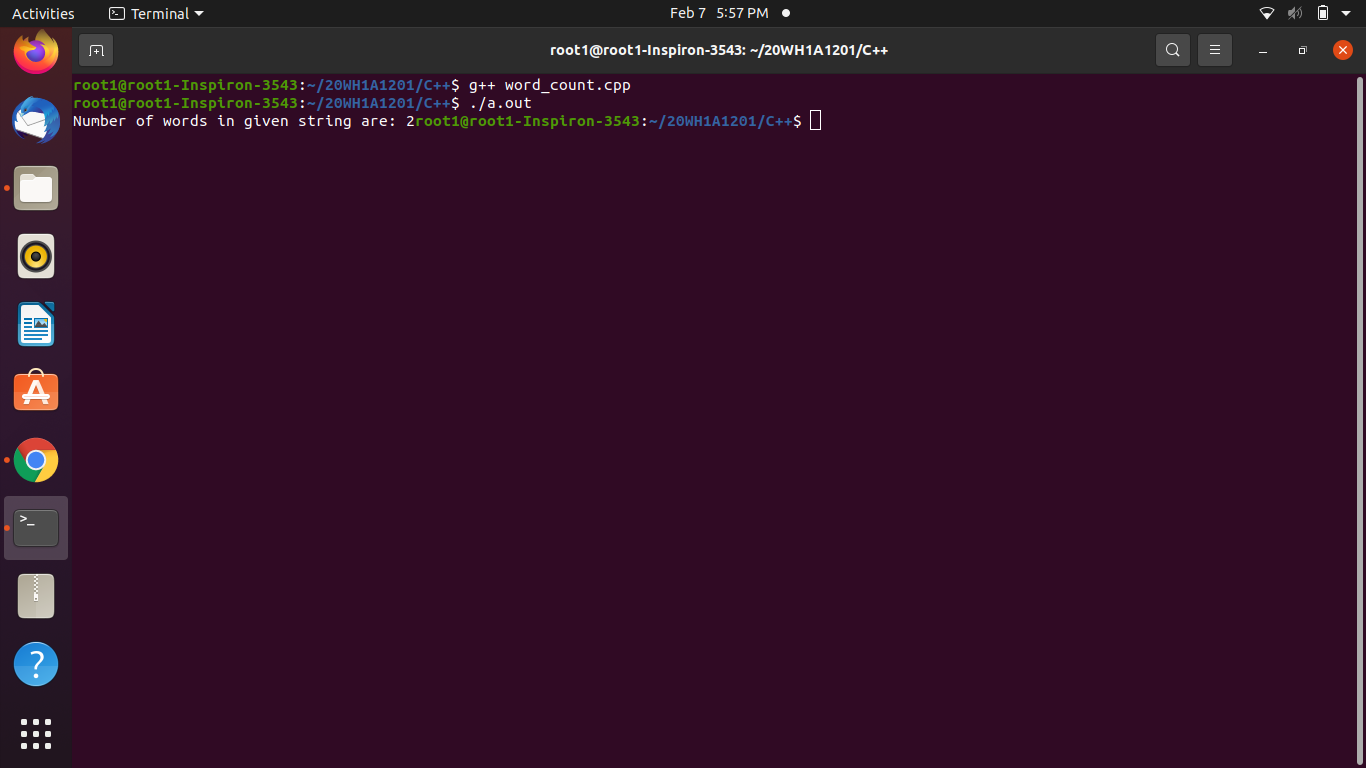 Activities Terminal Feb 7 5:57 PM
root1@root1-Inspiron-3543: ~/20WH1A1201/C++
root1@root1-Inspiron-3543:~/20WH1A1201/C++$ g++ word_count.cpp
root1@root1-Inspiron-3543:~/20WH1A1201/C++$ ./a.out
Number of words in given string are: 2root1@root1-Inspiron-3543:~/20WH1A1201/C++$